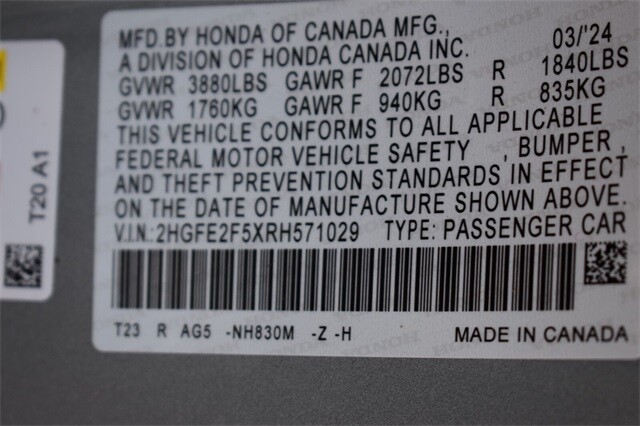 MFD.BY HONDA OF CANADA MFG., 03/'24
A DIVISION OF HONDA CANADA INC.
GVWR 3880LBS GAWR F 2072LBS R 1840LBS
GVWR 1760KG GAWR F 940KG R 835KG
THIS VEHICLE CONFORMS TO ALL APPLICABLE
FEDERAL MOTOR VEHICLE SAFETY , BUMPER ,
AND THEFT PREVENTION STANDARDS IN EFFECT
ON THE DATE OF MANUFACTURE SHOWN ABOVE.
V.I.N.:2HGFE2F5XRH571029 TYPE: PASSENGER CAR
T23 R AG5 -NH830M -Z -H MADE IN CANADA
T20 A1